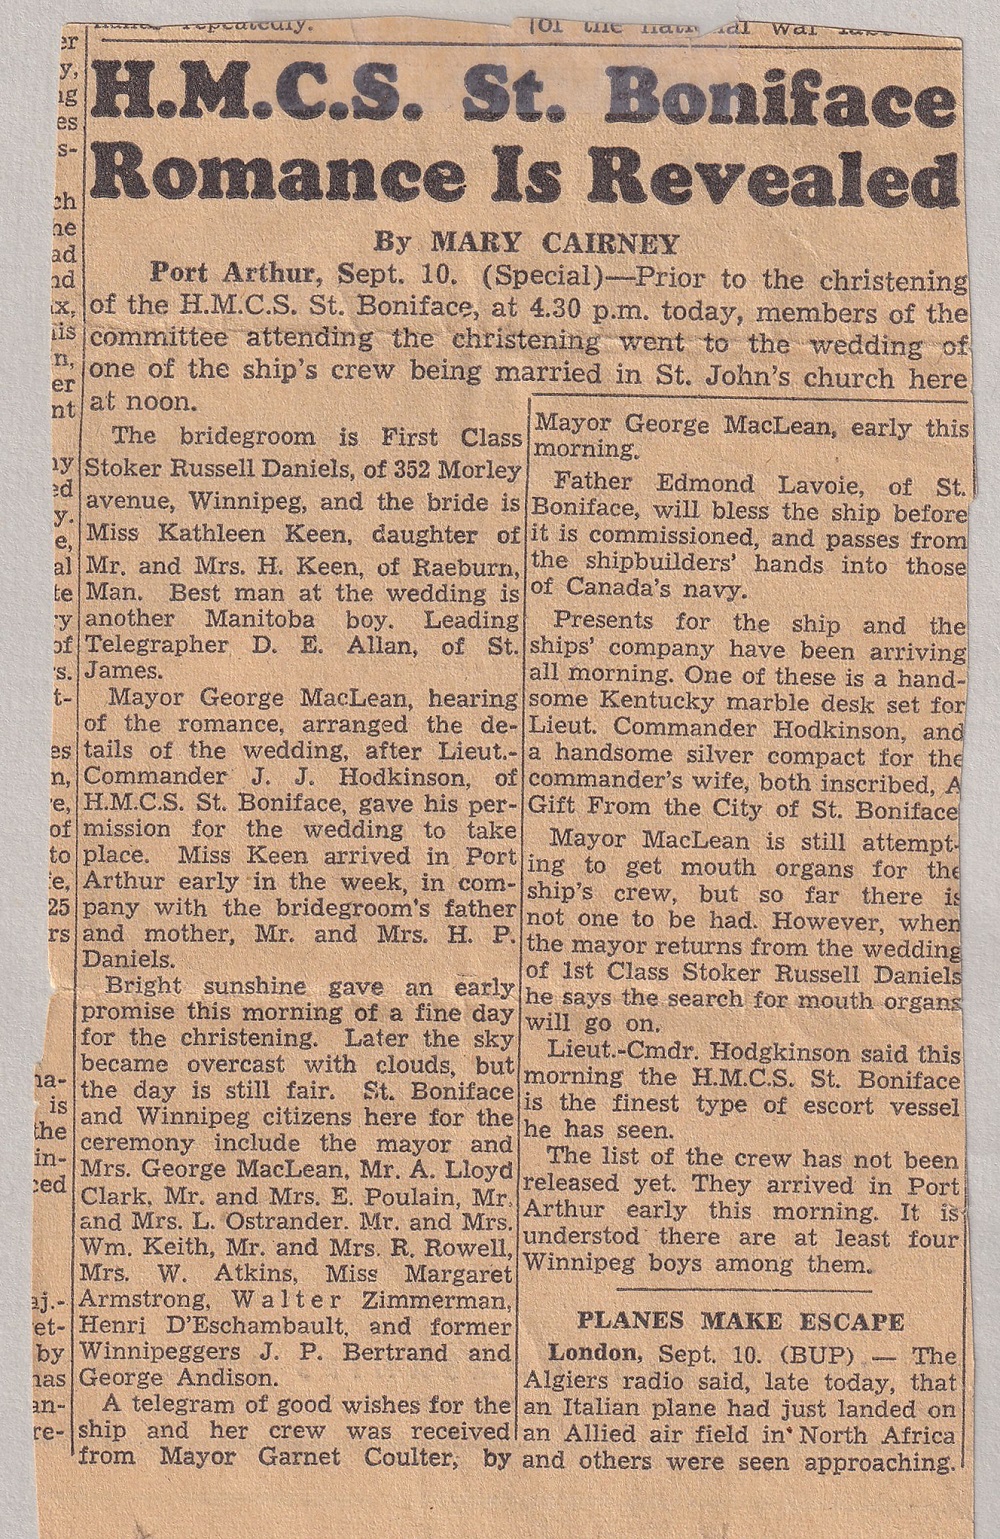 repeatedly.
of the national war
H.M.C.S. St. Boniface
Romance Is Revealed
By MARY CAIRNEY
Port Arthur, Sept. 10. (Special)—Prior to the christening
of the H.M.C.S. St. Boniface, at 4.30 p.m. today, members of the
committee attending the christening went to the wedding of
one of the ship's crew being married in St. John's church here
at noon.
The bridegroom is First Class
Stoker Russell Daniels, of 352 Morley
avenue, Winnipeg, and the bride is
Miss Kathleen Keen, daughter of
Mr. and Mrs. H. Keen, of Raeburn,
Man. Best man at the wedding is
another Manitoba boy. Leading
Telegrapher D. E. Allan, of St.
James.
Mayor George MacLean, hearing
of the romance, arranged the de-
tails of the wedding, after Lieut.-
Commander J. J. Hodkinson, of
H.M.C.S. St. Boniface, gave his per-
mission for the wedding to take
place. Miss Keen arrived in Port
Arthur early in the week, in com-
pany with the bridegroom's father
and mother, Mr. and Mrs. H. P.
Daniels.
Bright sunshine gave an early
promise this morning of a fine day
for the christening. Later the sky
became overcast with clouds, but
the day is still fair. St. Boniface
and Winnipeg citizens here for the
ceremony include the mayor and
Mrs. George MacLean, Mr. A. Lloyd
Clark, Mr. and Mrs. E. Poulain, Mr.
and Mrs. L. Ostrander. Mr. and Mrs.
Wm. Keith, Mr. and Mrs. R. Rowell,
Mrs. W. Atkins, Miss Margaret
Armstrong, Walter Zimmerman,
Henri D'Eschambault, and former
Winnipeggers J. P. Bertrand and
George Andison.
A telegram of good wishes for the
ship and her crew was received
from Mayor Garnet Coulter, by
Mayor George MacLean, early this
morning.
Father Edmond Lavoie, of St.
Boniface, will bless the ship before
it is commissioned, and passes from
the shipbuilders' hands into those
of Canada's navy.
Presents for the ship and the
ships' company have been arriving
all morning. One of these is a hand-
some Kentucky marble desk set for
Lieut. Commander Hodkinson, and
a handsome silver compact for the
commander's wife, both inscribed, A
Gift From the City of St. Boniface
Mayor MacLean is still attempt-
ing to get mouth organs for the
ship's crew, but so far there is
not one to be had. However, when
the mayor returns from the wedding
of 1st Class Stoker Russell Daniels
he says the search for mouth organs
will go on.
Lieut.-Cmdr. Hodgkinson said this
morning the H.M.C.S. St. Boniface
is the finest type of escort vessel
he has seen.
The list of the crew has not been
released yet. They arrived in Port
Arthur early this morning. It is
understod there are at least four
Winnipeg boys among them.
PLANES MAKE ESCAPE
London, Sept. 10. (BUP) — The
Algiers radio said, late today, that
an Italian plane had just landed on
an Allied air field in North Africa
and others were seen approaching.